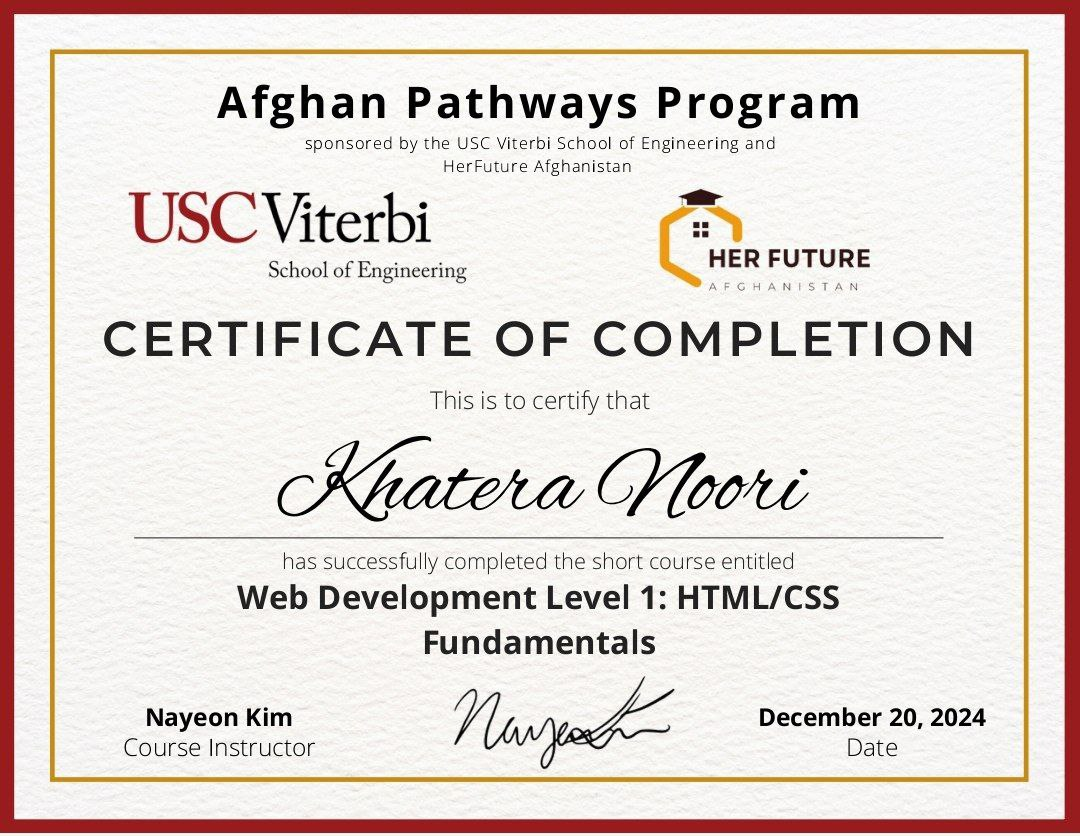 Afghan Pathways Program
sponsored by the USC Viterbi School of Engineering and
HerFuture Afghanistan
USC Viterbi
School of Engineering
HER FUTURE
AFGHANISTAN
CERTIFICATE OF COMPLETION
This is to certify that
Khatera Noori
has successfully completed the short course entitled
Web Development Level 1: HTML/CSS
Fundamentals
Nayeon Kim
Course Instructor
December 20, 2024
Date